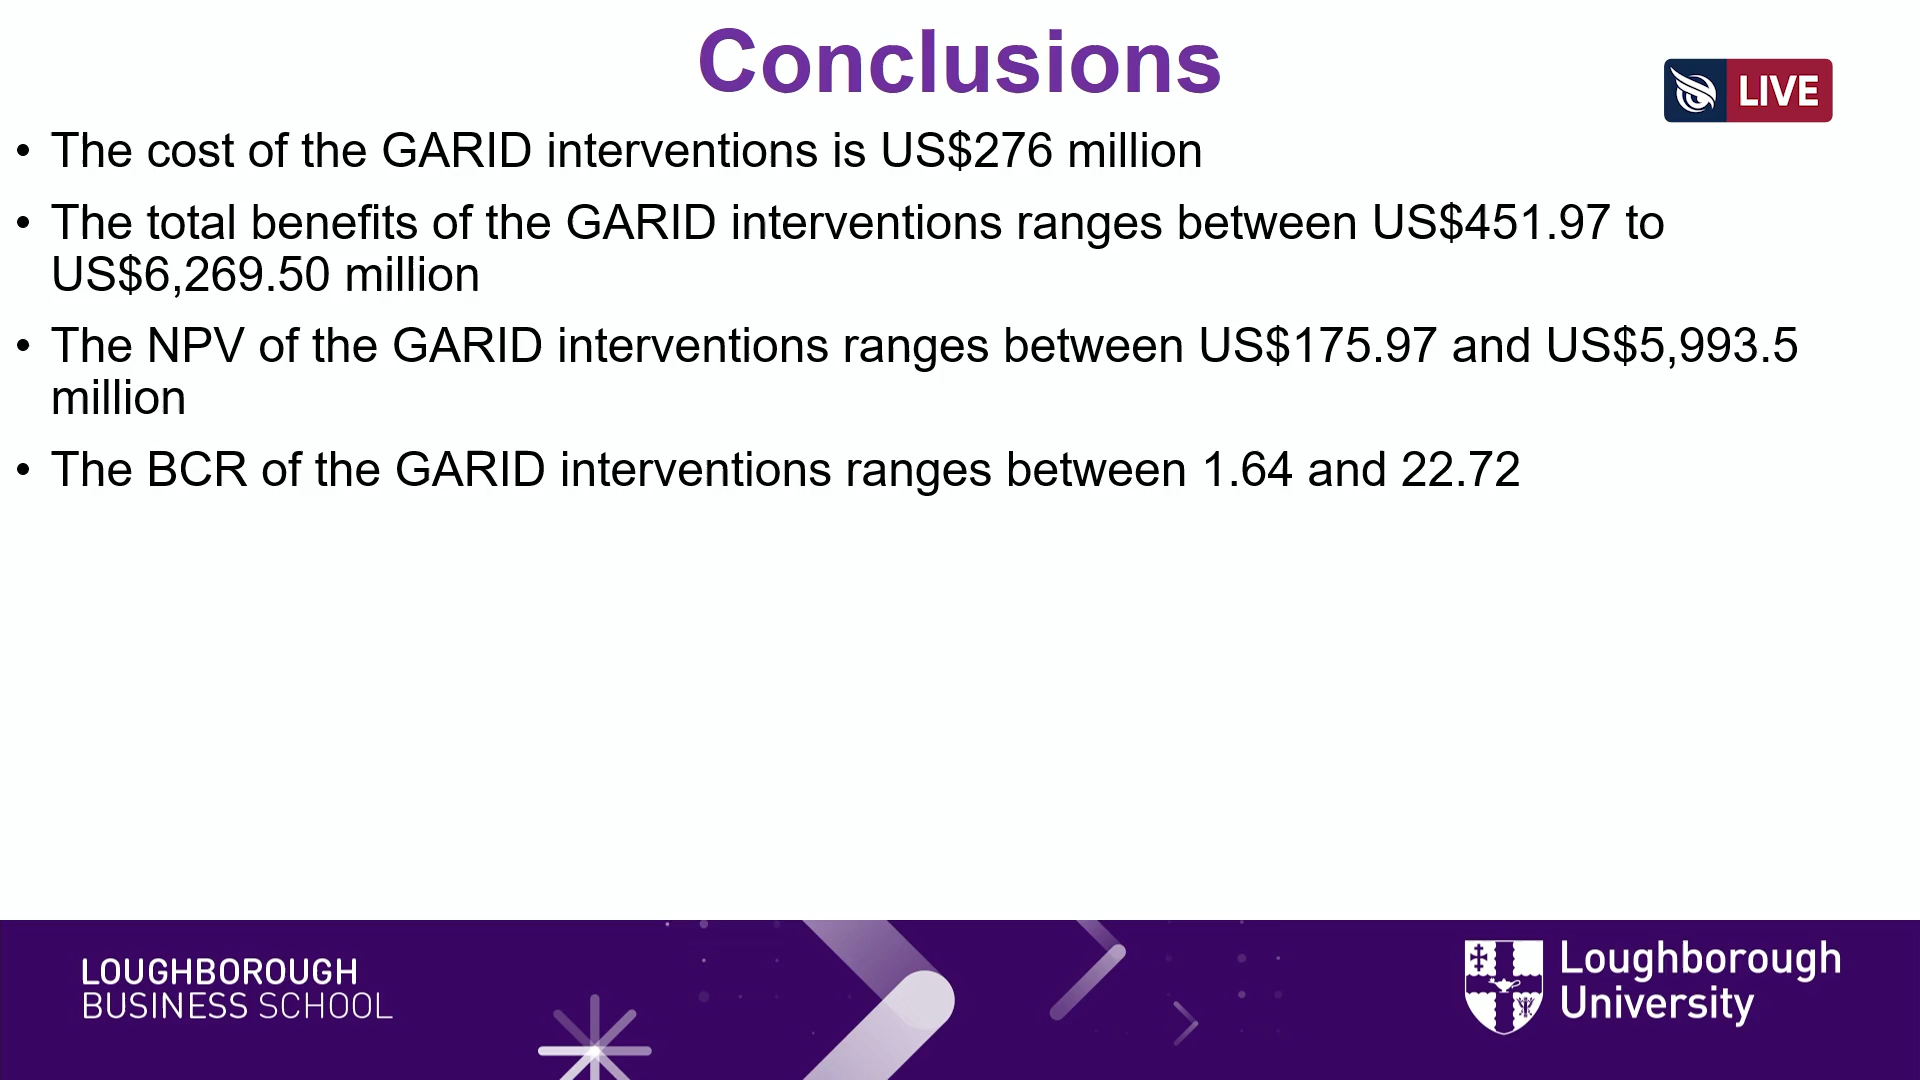 Conclusions
LIVE
• The cost of the GARID interventions is US$276 million
• The total benefits of the GARID interventions ranges between US$451.97 to
US$6,269.50 million
• The NPV of the GARID interventions ranges between US$175.97 and US$5,993.5
million
• The BCR of the GARID interventions ranges between 1.64 and 22.72
LOUGHBOROUGH
BUSINESS SCHOOL
Loughborough
University